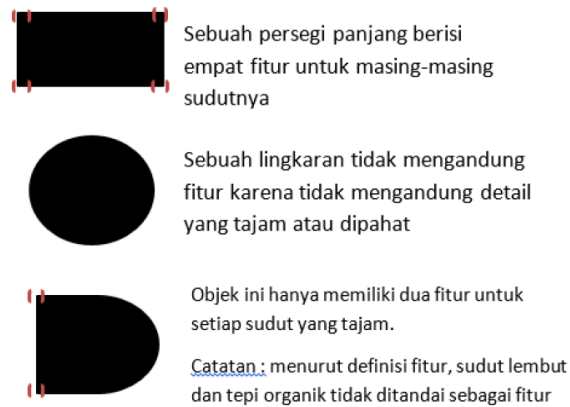 Sebuah persegi panjang berisi
empat fitur untuk masing-masing
sudutnya
Sebuah lingkaran tidak mengandung
fitur karena tidak mengandung detail
yang tajam atau dipahat
Objek ini hanya memiliki dua fitur untuk
setiap sudut yang tajam.
Catatan : menurut definisi fitur, sudut lembut
dan tepi organik tidak ditandai sebagai fitur